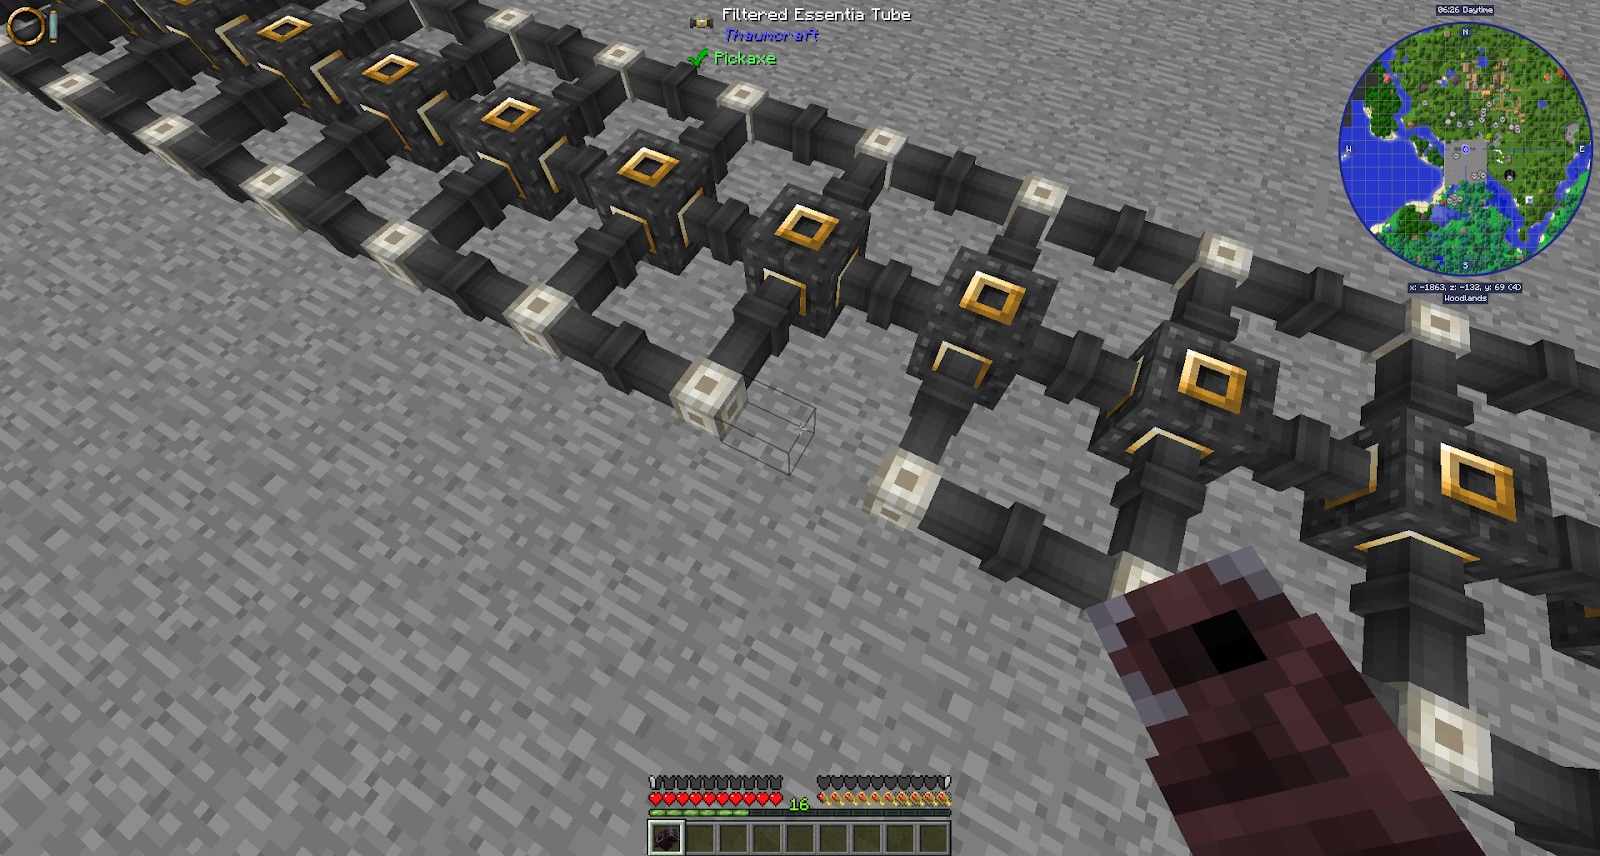 Filtered Essentia Tube
Thaumcraft
Pickaxe
06:26 Daytime
N
W
E
S
x: -1863, z: -132, y: 69 (4)
Woodlands
16